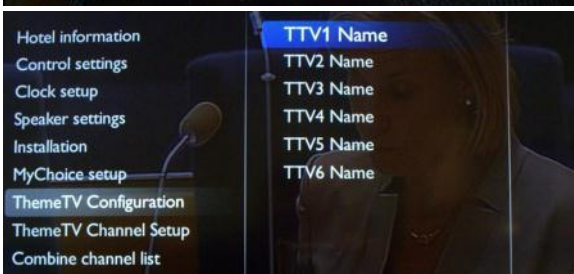 Hotel information
Control settings
Clock setup
Speaker settings
Installation
MyChoice setup
ThemeTV Configuration
ThemeTV Channel Setup
Combine channel list
TTV1 Name
TTV2 Name
TTV3 Name
TTV4 Name
TTV5 Name
TTV6 Name